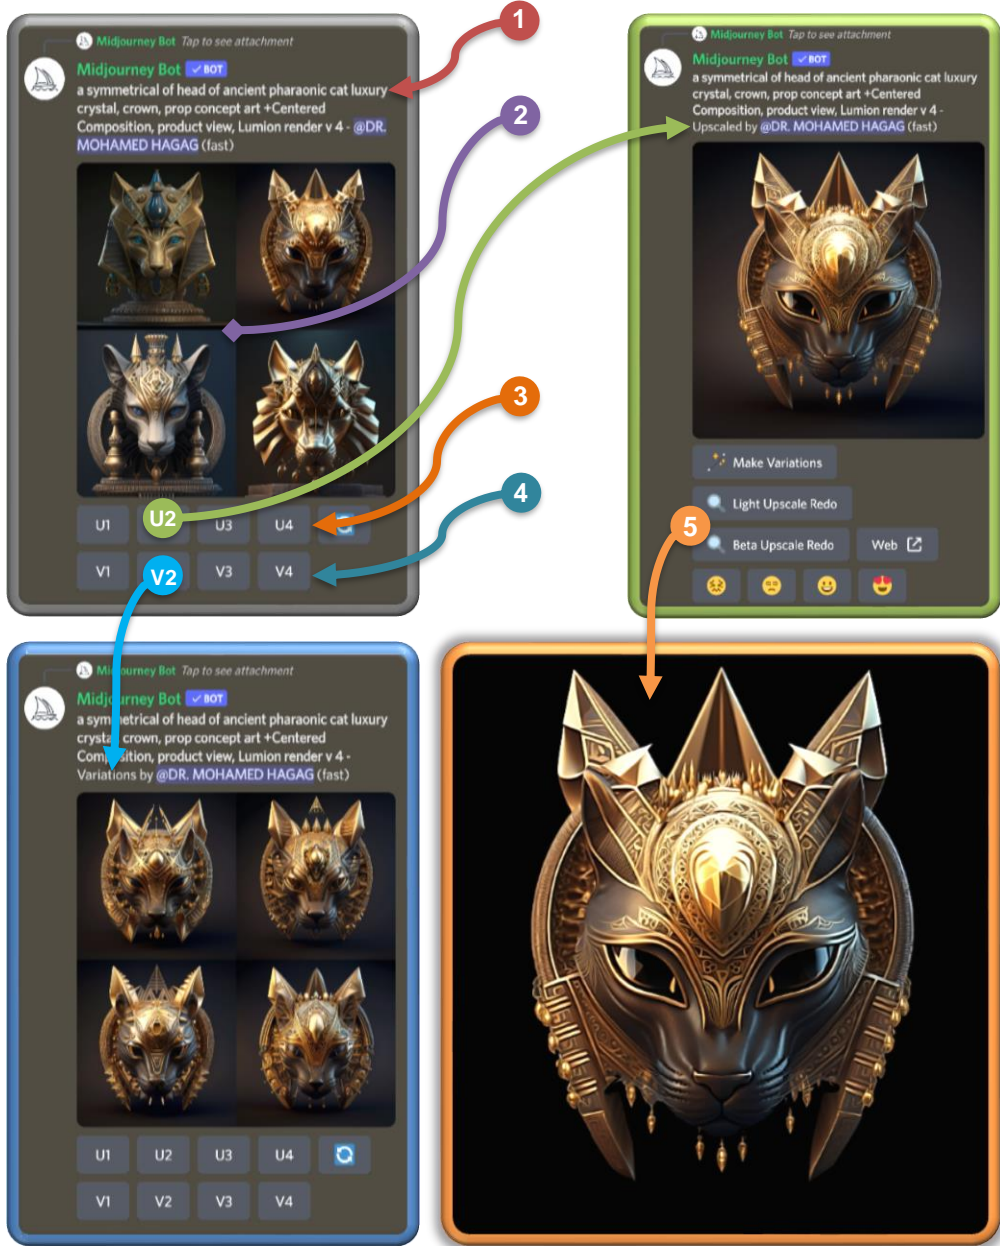 1
Midjourney Bot Tap to see attachment
Midjourney Bot ✓ BOT
a symmetrical of head of ancient pharaonic cat luxury
crystal, crown, prop concept art +Centered
Composition, product view, Lumion render v 4 - @DR.
MOHAMED HAGAG (fast)
2
3
4
U1 U2 U3 U4
V1 V2 V3 V4
Midjourney Bot Tap to see attachment
Midjourney Bot ✓ BOT
a symmetrical of head of ancient pharaonic cat luxury
crystal, crown, prop concept art +Centered
Composition, product view, Lumion render v 4 -
Upscaled by @DR. MOHAMED HAGAG (fast)
Make Variations
Light Upscale Redo
5
Beta Upscale Redo Web
Midjourney Bot Tap to see attachment
Midjourney Bot ✓ BOT
a symmetrical of head of ancient pharaonic cat luxury
crystal, crown, prop concept art +Centered
Composition, product view, Lumion render v 4 -
Variations by @DR. MOHAMED HAGAG (fast)
U1 U2 U3 U4
V1 V2 V3 V4